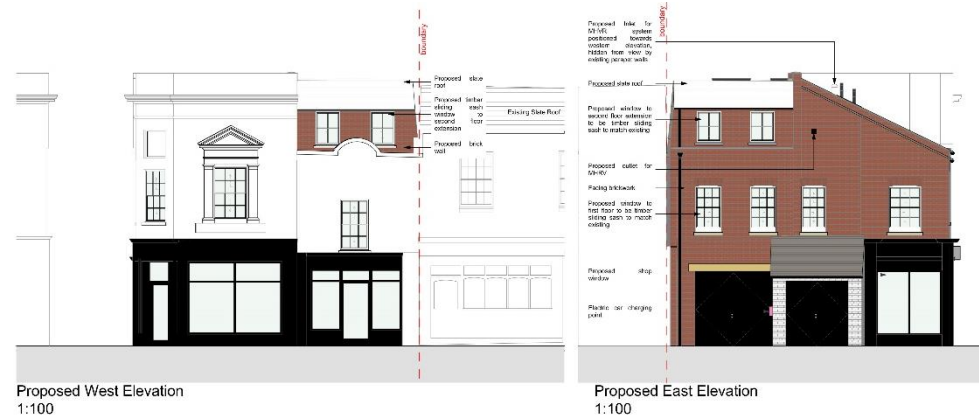 boundary
Proposed slate
roof
Proposed timber
sliding sash
window to
second floor
extension
Proposed brick
wall
Existing Slate Roof
Proposed West Elevation
1:100
boundary
Proposed Inlet for
MHVR system
positioned towards
western elevation,
hidden from view by
existing parapet walls
Proposed slate roof
Proposed window to
second floor extension
to be timber sliding
sash to match existing
Proposed outlet for
MHRV
Facing brickwork
Proposed window to
first floor to be timber
sliding sash to match
existing
Proposed shop
window
Electric car charging
point
Proposed East Elevation
1:100